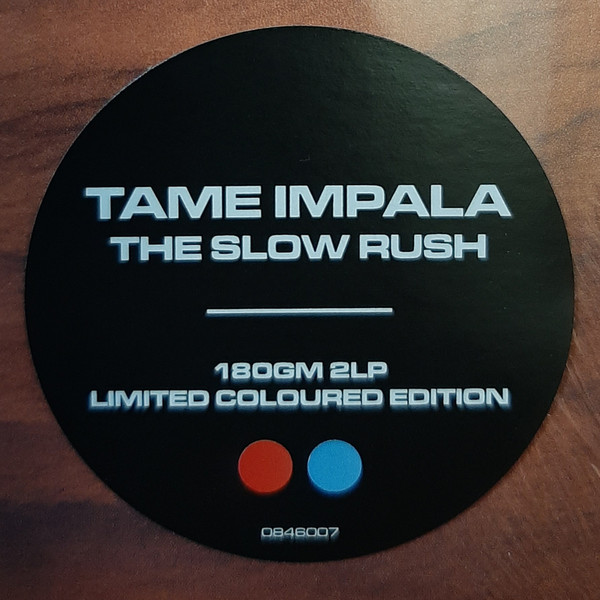 TAME IMPALA
THE SLOW RUSH
180GM 2LP
LIMITED COLOURED EDITION
0846007